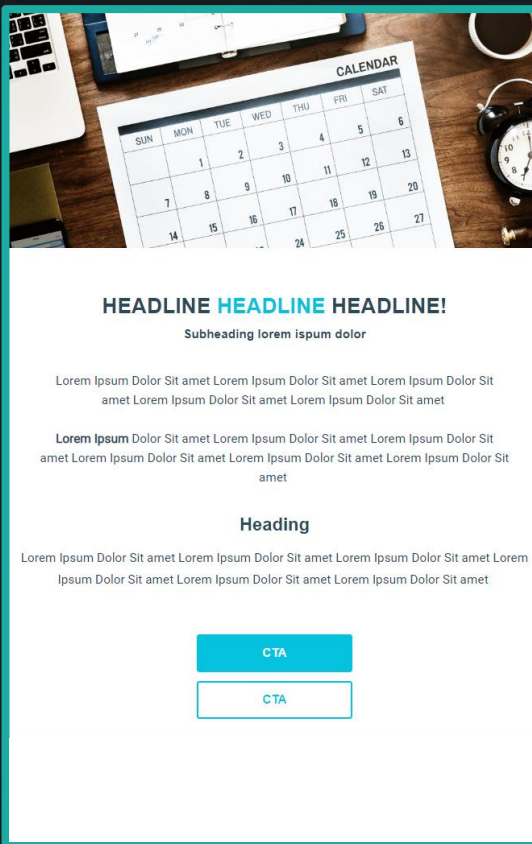 CALENDAR
SUN MON TUE WED THU FRI SAT
1 2 3 4 5 6
7 8 9 10 11 12 13
14 15 16 17 18 19 20
24 25 26 27
10
9
8
HEADLINE HEADLINE HEADLINE!
Subheading lorem ispum dolor
Lorem Ipsum Dolor Sit amet Lorem Ipsum Dolor Sit amet Lorem Ipsum Dolor Sit
amet Lorem Ipsum Dolor Sit amet Lorem Ipsum Dolor Sit amet
Lorem Ipsum Dolor Sit amet Lorem Ipsum Dolor Sit amet Lorem Ipsum Dolor Sit
amet Lorem Ipsum Dolor Sit amet Lorem Ipsum Dolor Sit amet Lorem Ipsum Dolor Sit
amet
Heading
Lorem Ipsum Dolor Sit amet Lorem Ipsum Dolor Sit amet Lorem Ipsum Dolor Sit amet Lorem
Ipsum Dolor Sit amet Lorem Ipsum Dolor Sit amet Lorem Ipsum Dolor Sit amet
CTA
CTA